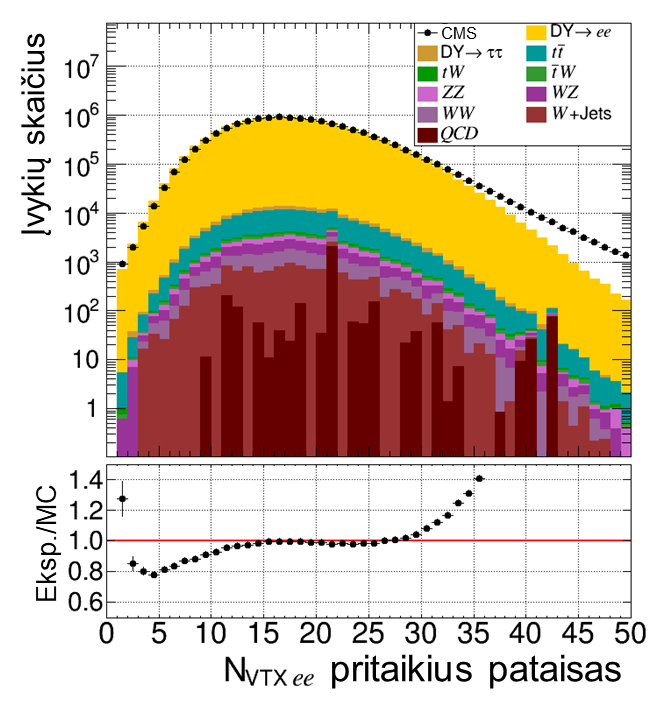 CMS
DY→ ee
DY→ ττ
tt̄
tW
t̄W
ZZ
WZ
WW
W+Jets
QCD
Įvykių skaičius
10⁷
10⁶
10⁵
10⁴
10³
10²
10
1
Eksp./MC
1.4
1.2
1.0
0.8
0.6
0 5 10 15 20 25 30 35 40 45 50
N_VTX ee pritaikius pataisas